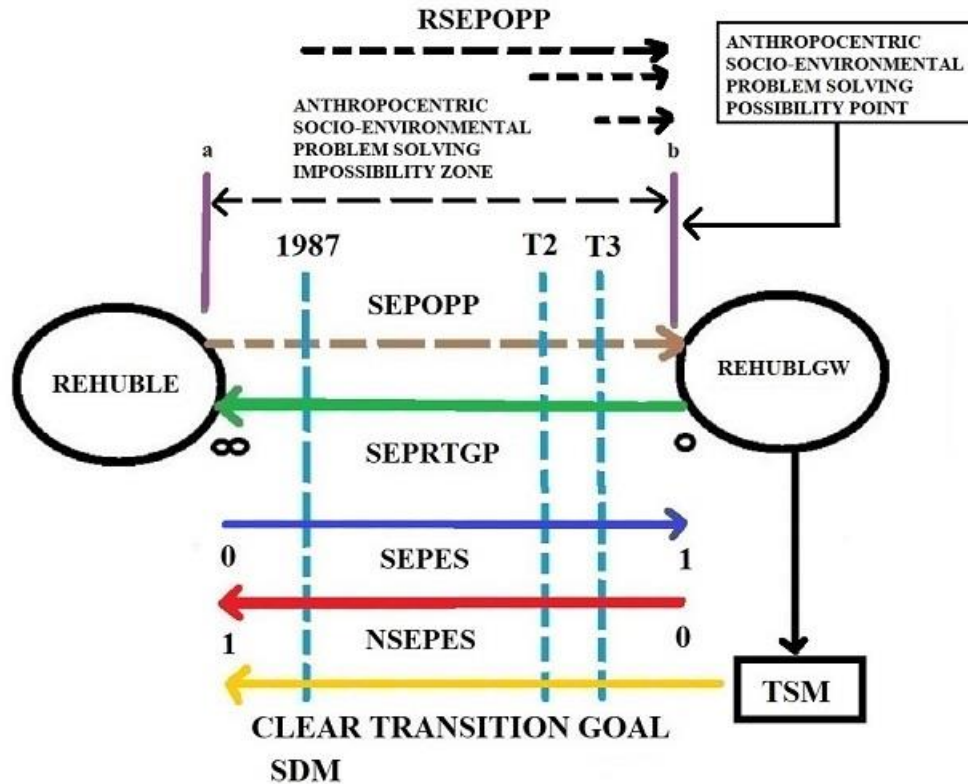 RSEPOPP
ANTHROPOCENTRIC
SOCIO-ENVIRONMENTAL
PROBLEM SOLVING
POSSIBILITY POINT
ANTHROPOCENTRIC
SOCIO-ENVIRONMENTAL
PROBLEM SOLVING
IMPOSSIBILITY ZONE
a
b
1987
T2
T3
SEPOPP
REHUBLE
REHUBLGW
∞
0
SEPRTGP
0
SEPES
1
1
NSEPES
0
TSM
CLEAR TRANSITION GOAL
SDM